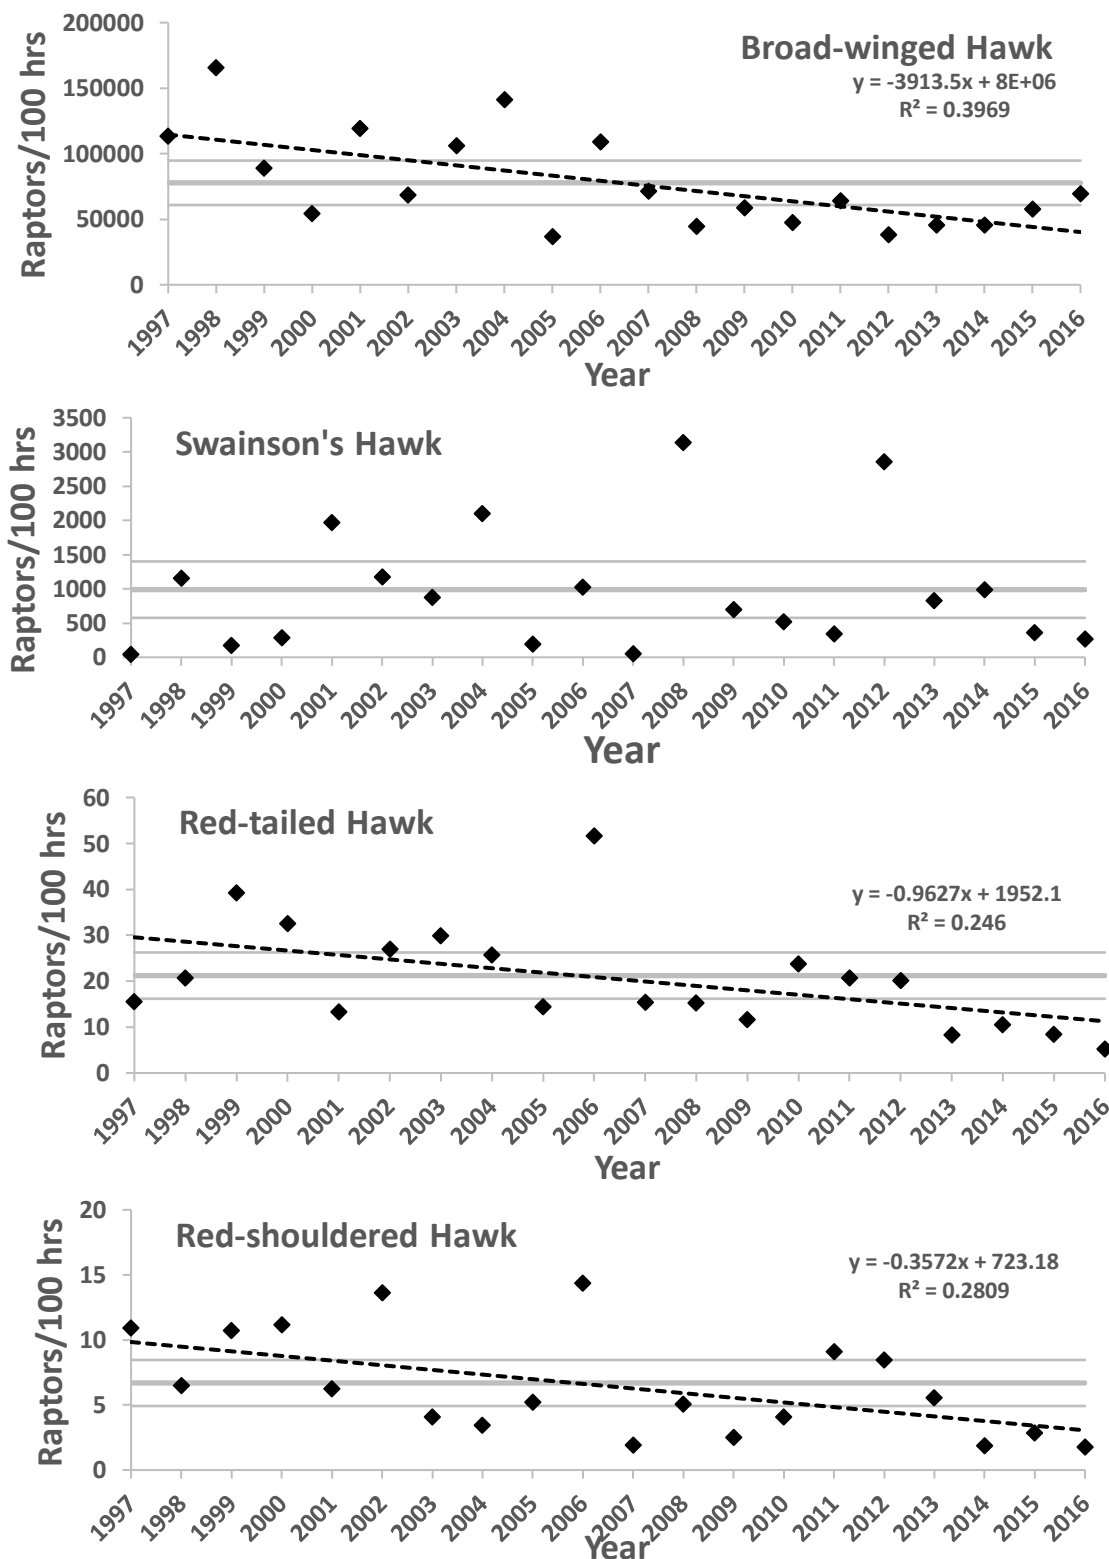 Broad-winged Hawk
y = -3913.5x + 8E+06
R² = 0.3969
Raptors/100 hrs
200000
150000
100000
50000
0
1997 1998 1999 2000 2001 2002 2003 2004 2005 2006 2007 2008 2009 2010 2011 2012 2013 2014 2015 2016
Year
Swainson's Hawk
Raptors/100 hrs
3500
3000
2500
2000
1500
1000
500
0
1997 1998 1999 2000 2001 2002 2003 2004 2005 2006 2007 2008 2009 2010 2011 2012 2013 2014 2015 2016
Year
Red-tailed Hawk
y = -0.9627x + 1952.1
R² = 0.246
Raptors/100 hrs
60
50
40
30
20
10
0
1997 1998 1999 2000 2001 2002 2003 2004 2005 2006 2007 2008 2009 2010 2011 2012 2013 2014 2015 2016
Year
Red-shouldered Hawk
y = -0.3572x + 723.18
R² = 0.2809
Raptors/100 hrs
20
15
10
5
0
1997 1998 1999 2000 2001 2002 2003 2004 2005 2006 2007 2008 2009 2010 2011 2012 2013 2014 2015 2016
Year